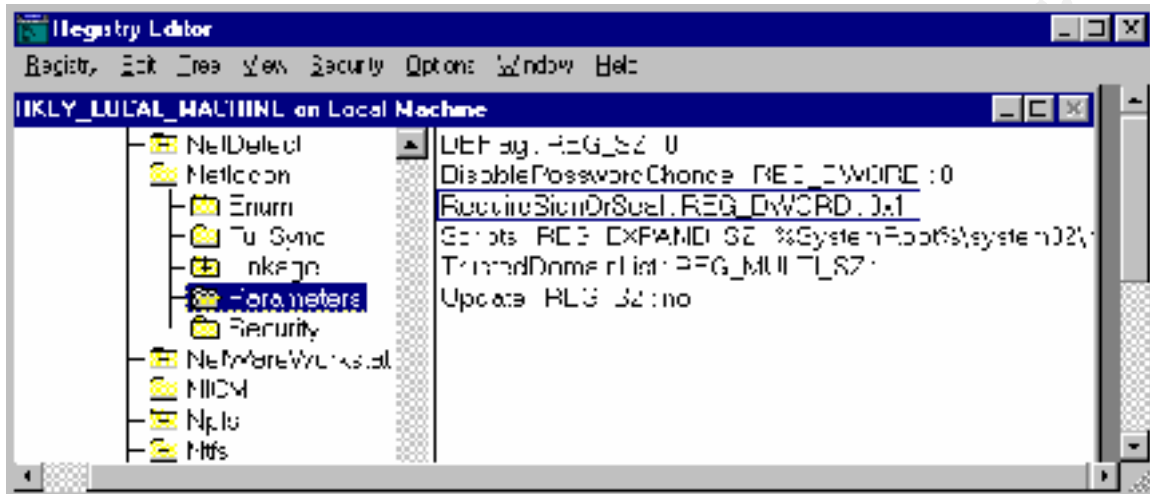 Registry Editor
Registry Edit Tree View Security Options Window Help
HKEY_LOCAL_MACHINE on Local Machine
NetDetect
Netlogon
Enum
FullSync
Linkage
Parameters
Security
NetWareWorkstat
Npfs
Ntfs
DBFlag : REG_SZ : 0
DisablePasswordChange : REG_DWORD : 0
RequireSignOrSeal : REG_DWORD : 0x1
Scripts : REG_EXPAND_SZ : %SystemRoot%\system32\
TrustedDomainList : REG_MULTI_SZ :
Update : REG_SZ : no